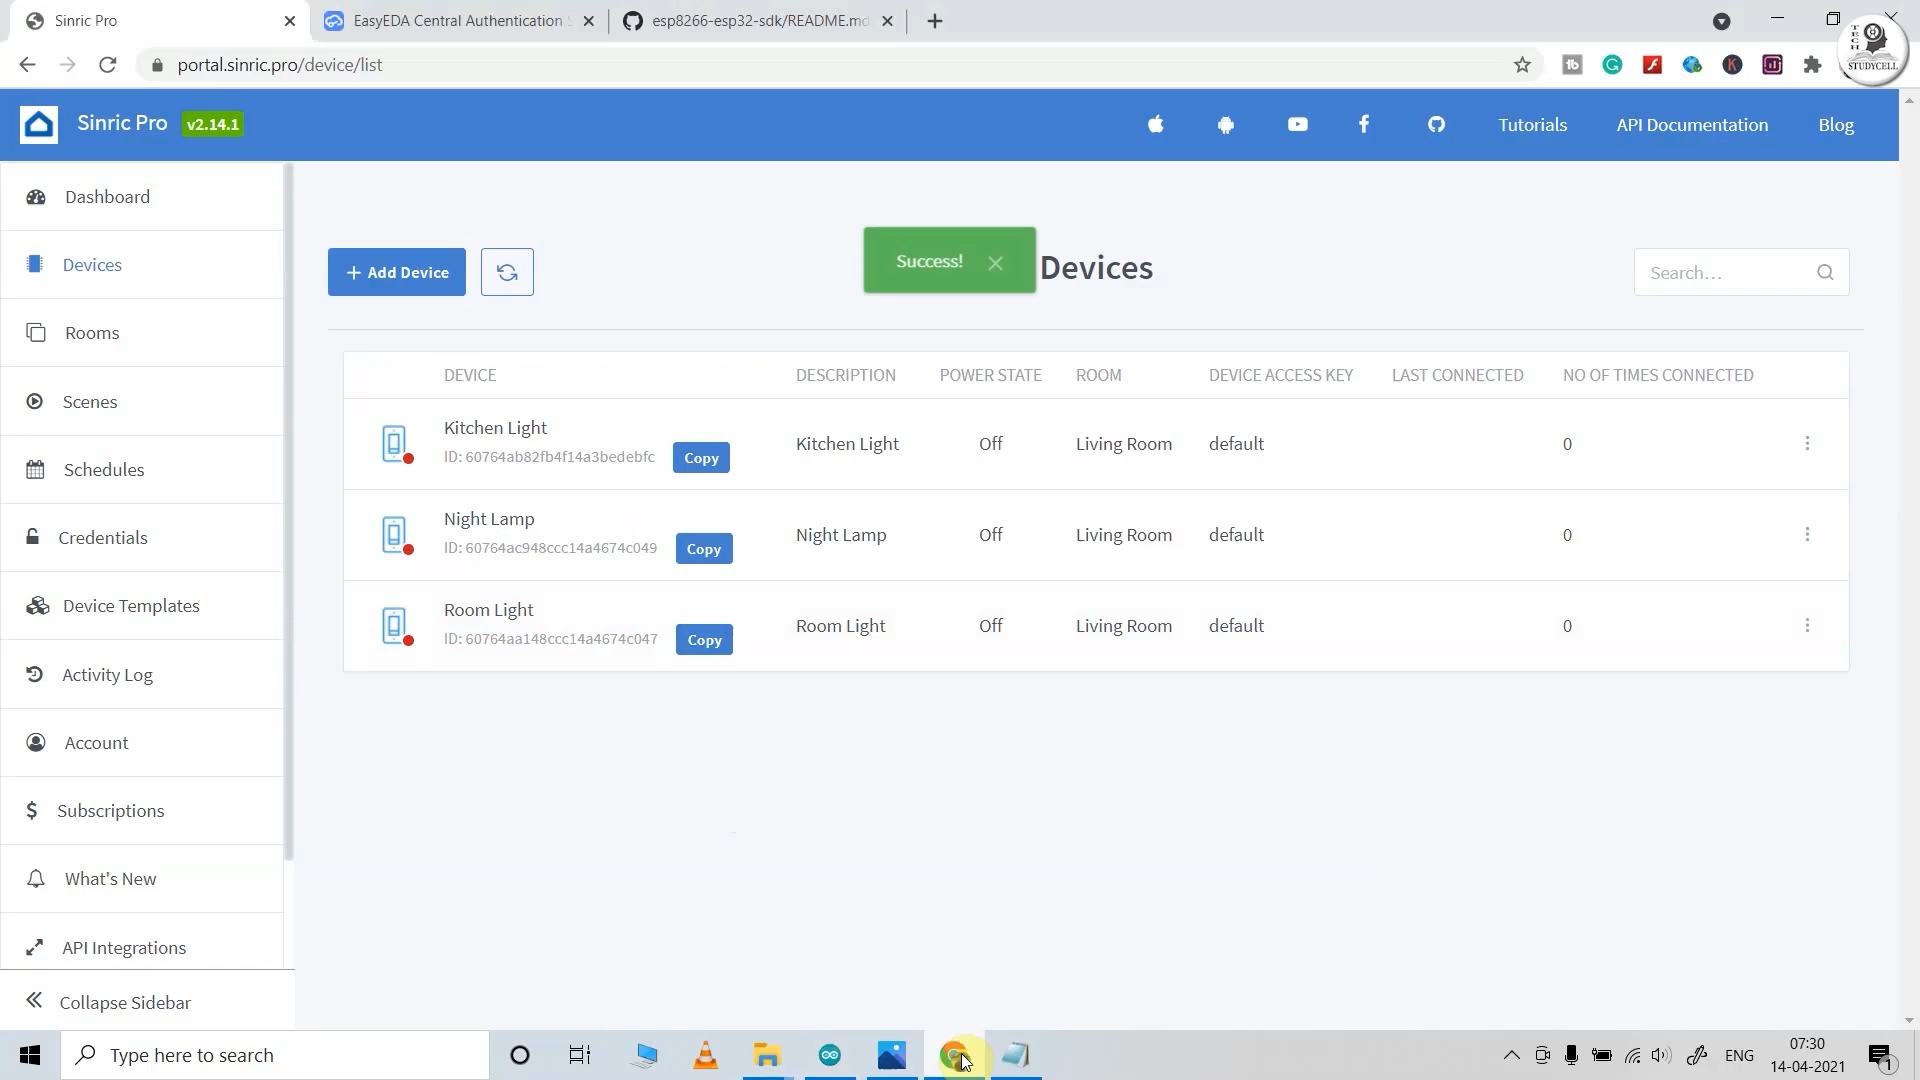 Sinric Pro
EasyEDA Central Authentication
esp8266-esp32-sdk/README.md
portal.sinric.pro/device/list
TECH
STUDYCELL
Sinric Pro v2.14.1
Tutorials API Documentation Blog
Dashboard
Devices
Rooms
Scenes
Schedules
Credentials
Device Templates
Activity Log
Account
Subscriptions
What's New
API Integrations
Collapse Sidebar
+ Add Device
Success!
Devices
Search...
DEVICE DESCRIPTION POWER STATE ROOM DEVICE ACCESS KEY LAST CONNECTED NO OF TIMES CONNECTED
Kitchen Light
ID: 60764ab82fb4f14a3bedebfc Copy Kitchen Light Off Living Room default 0
Night Lamp
ID: 60764ac948ccc14a4674c049 Copy Night Lamp Off Living Room default 0
Room Light
ID: 60764aa148ccc14a4674c047 Copy Room Light Off Living Room default 0
Type here to search
ENG
07:30
14-04-2021
1